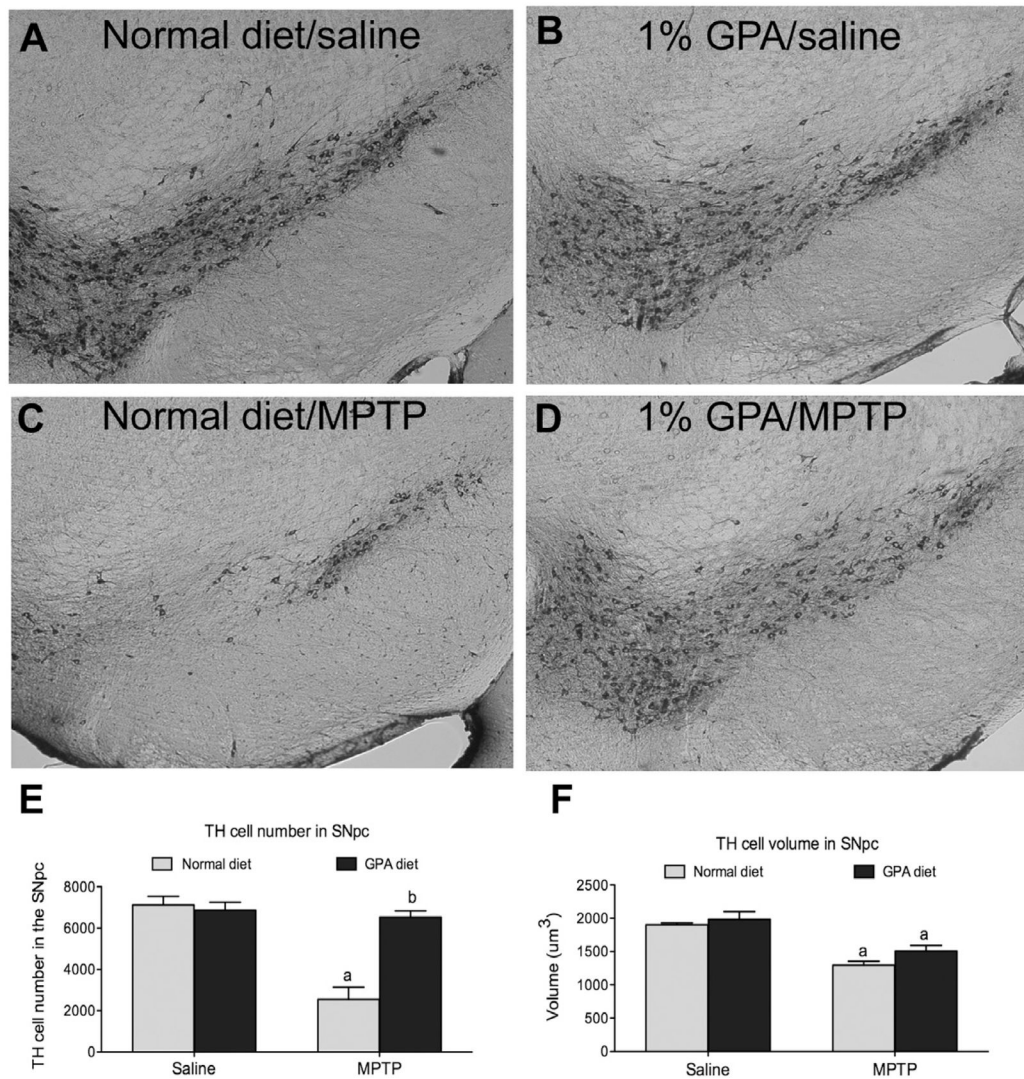 A Normal diet/saline
B 1% GPA/saline
C Normal diet/MPTP
D 1% GPA/MPTP
E
TH cell number in SNpc
Normal diet GPA diet
TH cell number in the SNpc
8000
6000
4000
2000
0
a
b
Saline MPTP
F
TH cell volume in SNpc
Normal diet GPA diet
Volume (um³)
2500
2000
1500
1000
500
0
a
a
Saline MPTP